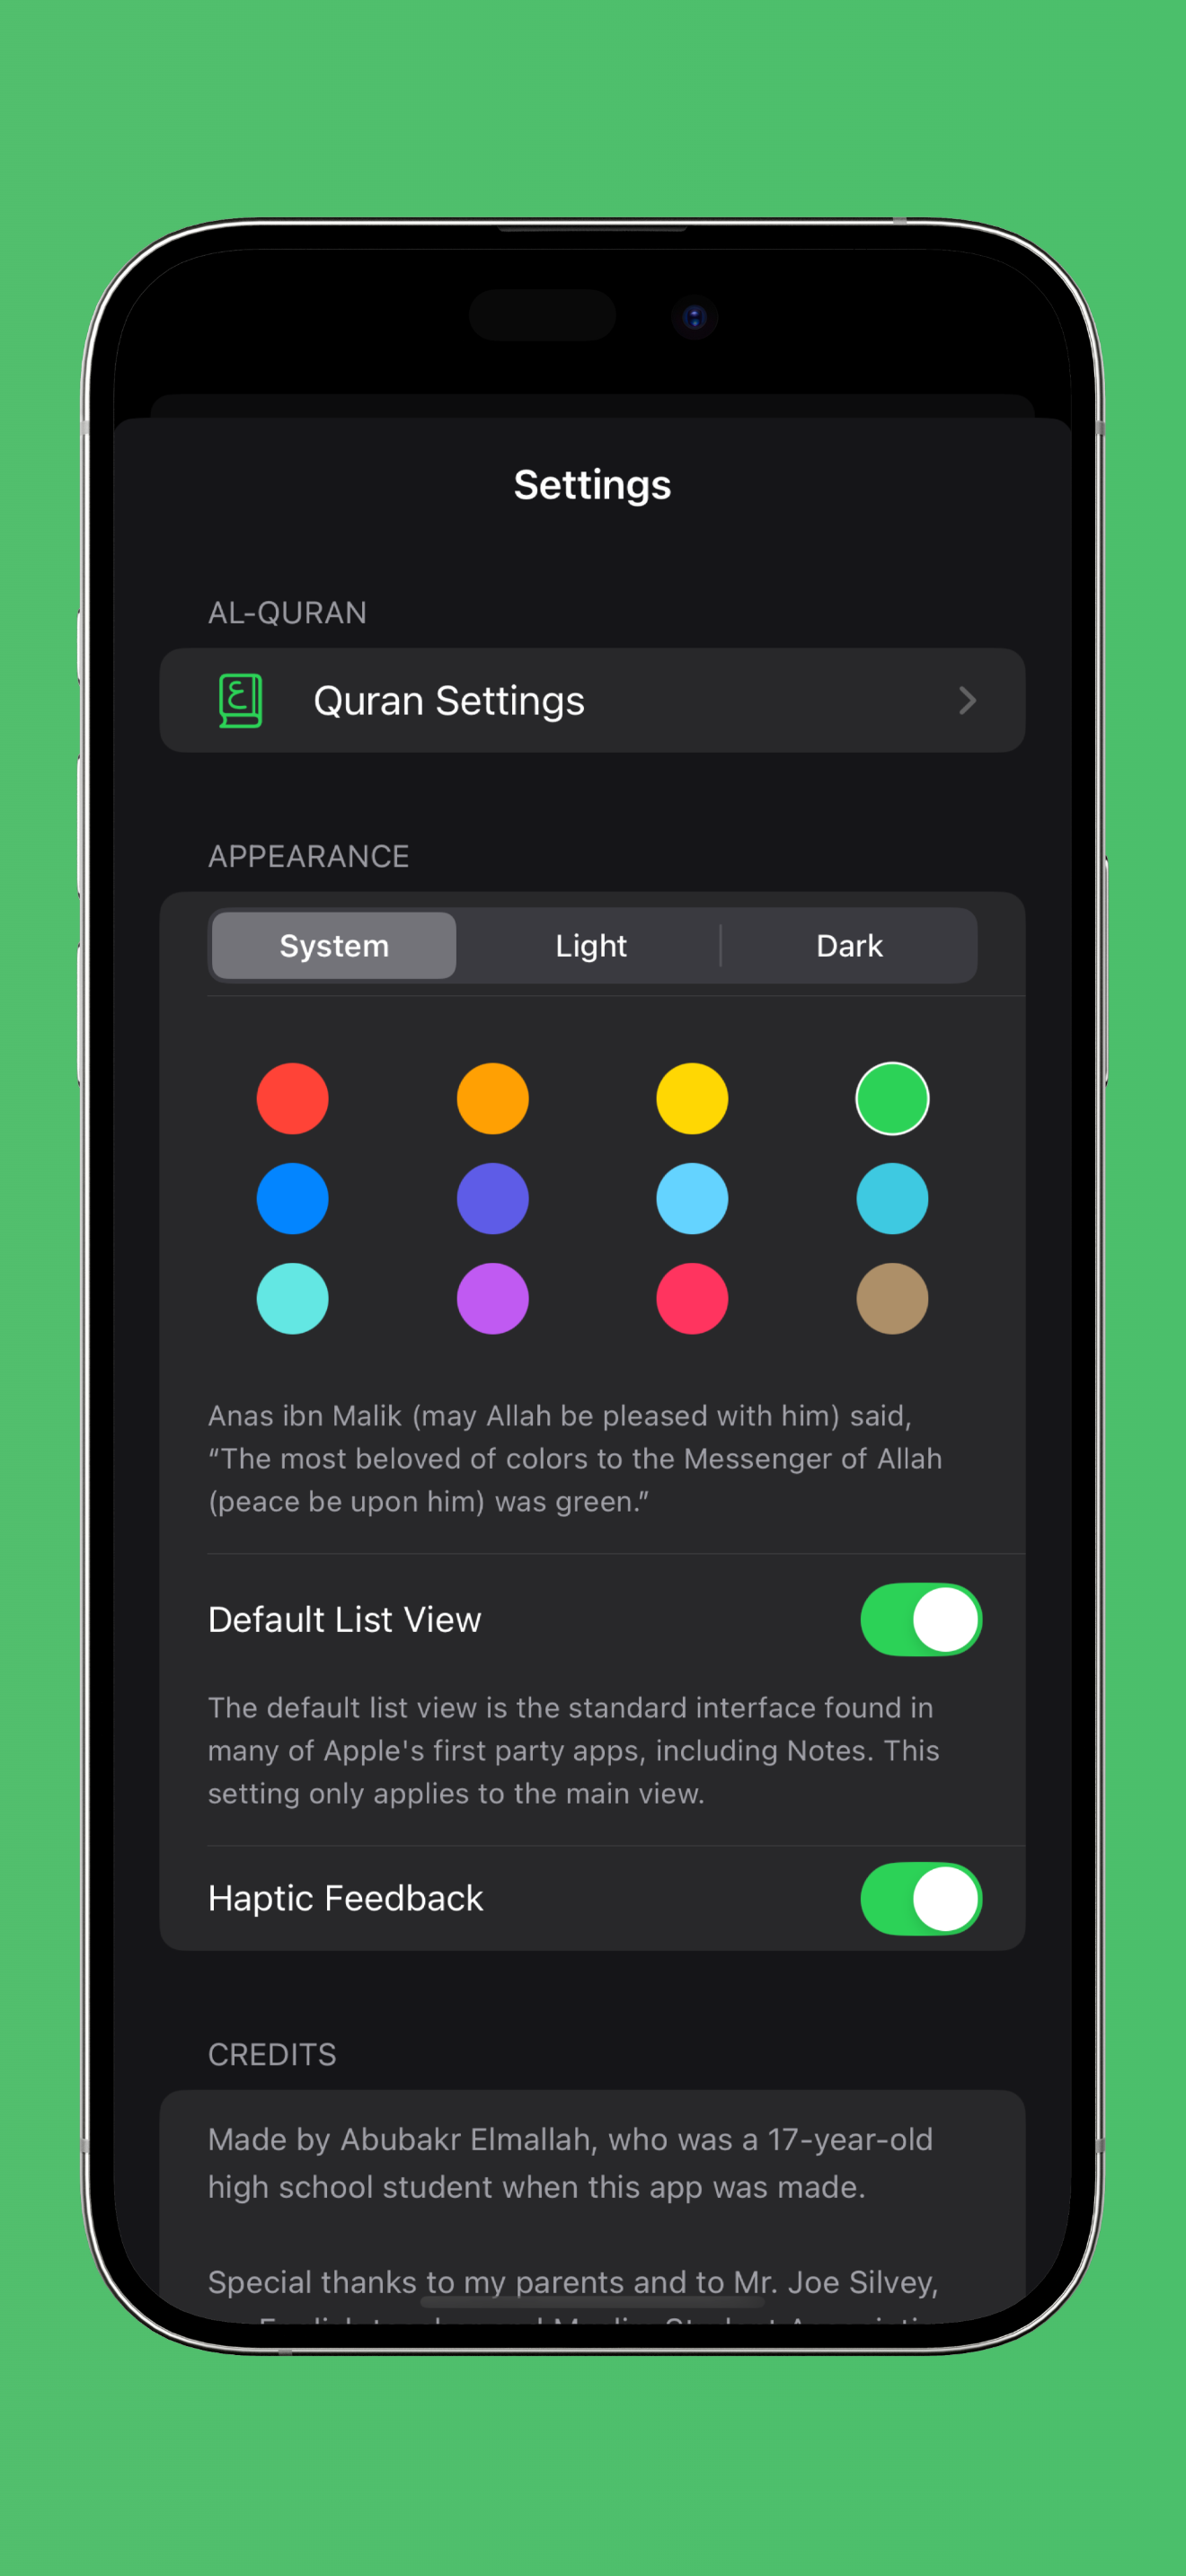 Settings
AL-QURAN
ع
Quran Settings
APPEARANCE
System Light Dark
Anas ibn Malik (may Allah be pleased with him) said,
“The most beloved of colors to the Messenger of Allah
(peace be upon him) was green.”
Default List View
The default list view is the standard interface found in
many of Apple's first party apps, including Notes. This
setting only applies to the main view.
Haptic Feedback
CREDITS
Made by Abubakr Elmallah, who was a 17-year-old
high school student when this app was made.
Special thanks to my parents and to Mr. Joe Silvey,